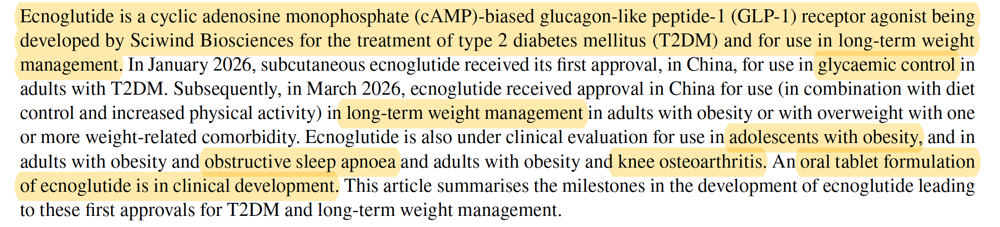 Ecnoglutide is a cyclic adenosine monophosphate (cAMP)-biased glucagon-like peptide-1 (GLP-1) receptor agonist being
developed by Sciwind Biosciences for the treatment of type 2 diabetes mellitus (T2DM) and for use in long-term weight
management. In January 2026, subcutaneous ecnoglutide received its first approval, in China, for use in glycaemic control in
adults with T2DM. Subsequently, in March 2026, ecnoglutide received approval in China for use (in combination with diet
control and increased physical activity) in long-term weight management in adults with obesity or with overweight with one
or more weight-related comorbidity. Ecnoglutide is also under clinical evaluation for use in adolescents with obesity, and in
adults with obesity and obstructive sleep apnoea and adults with obesity and knee osteoarthritis. An oral tablet formulation
of ecnoglutide is in clinical development. This article summarises the milestones in the development of ecnoglutide leading
to these first approvals for T2DM and long-term weight management.